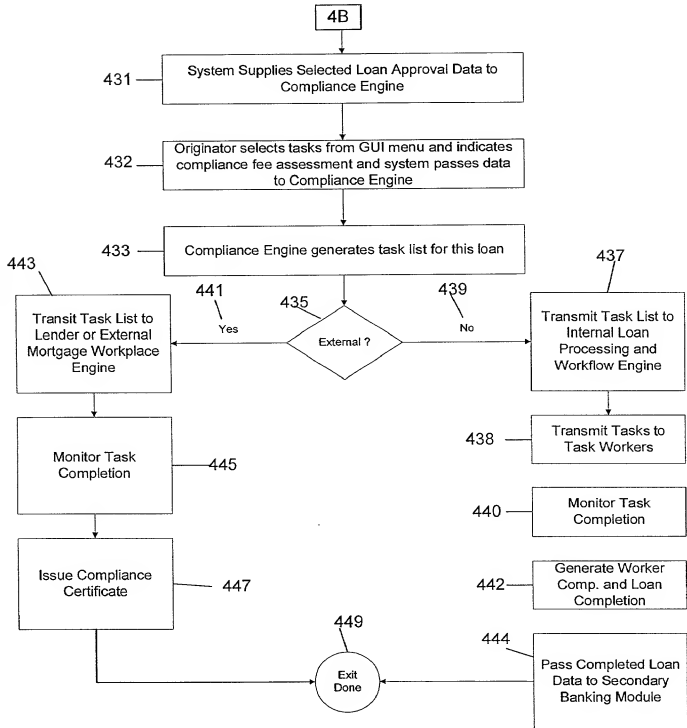 4B
431
System Supplies Selected Loan Approval Data to
Compliance Engine
432
Originator selects tasks from GUI menu and indicates
compliance fee assessment and system passes data
to Compliance Engine
433
Compliance Engine generates task list for this loan
443
441
435
439
437
Transit Task List to
Lender or External
Mortgage Workplace
Engine
Yes
External ?
No
Transmit Task List to
Internal Loan
Processing and
Workflow Engine
438
Transmit Tasks to
Task Workers
Monitor Task
Completion
445
440
Monitor Task
Completion
Issue Compliance
Certificate
447
442
Generate Worker
Comp. and Loan
Completion
449
Exit
Done
444
Pass Completed Loan
Data to Secondary
Banking Module